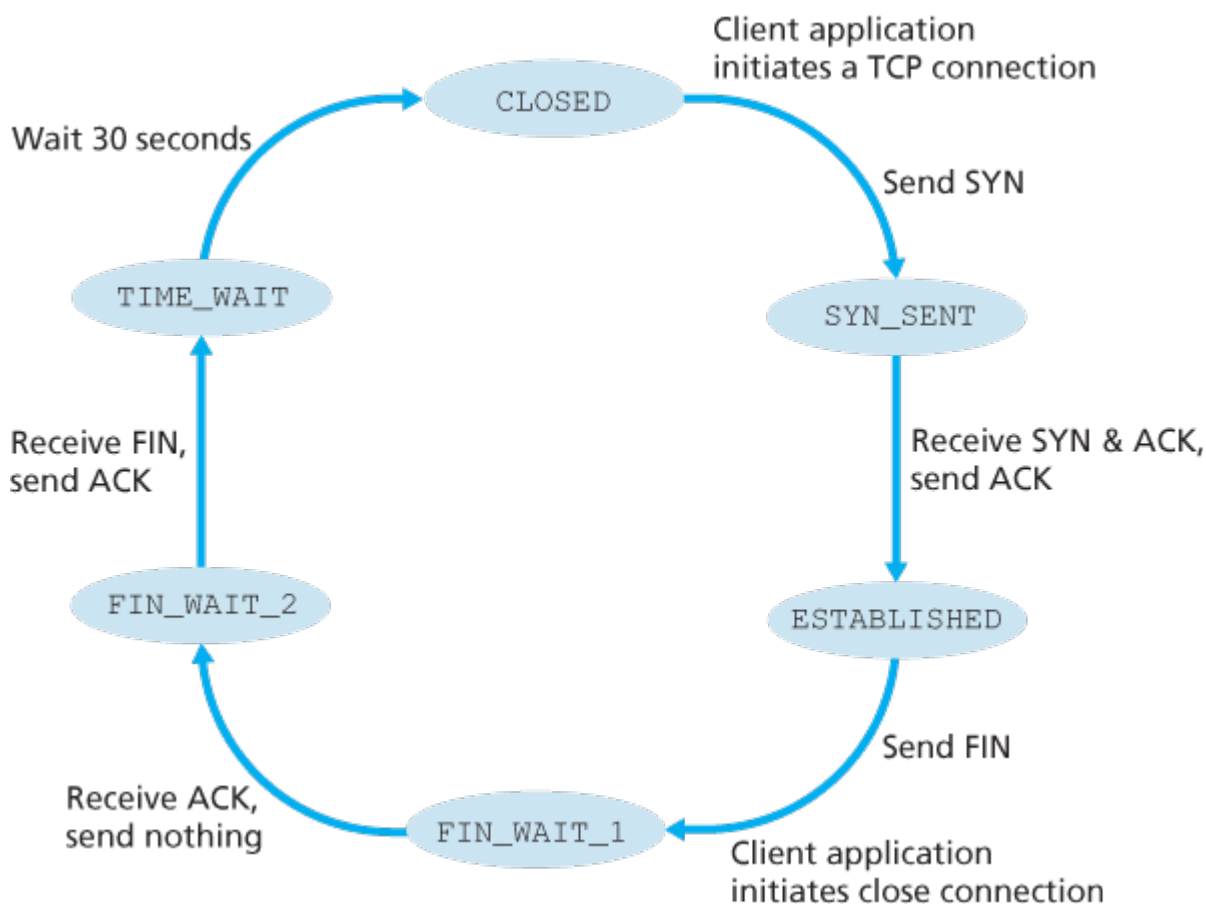 Client application
initiates a TCP connection
CLOSED
Wait 30 seconds
Send SYN
TIME_WAIT
SYN_SENT
Receive FIN,
send ACK
Receive SYN & ACK,
send ACK
FIN_WAIT_2
ESTABLISHED
Send FIN
Receive ACK,
send nothing
FIN_WAIT_1
Client application
initiates close connection